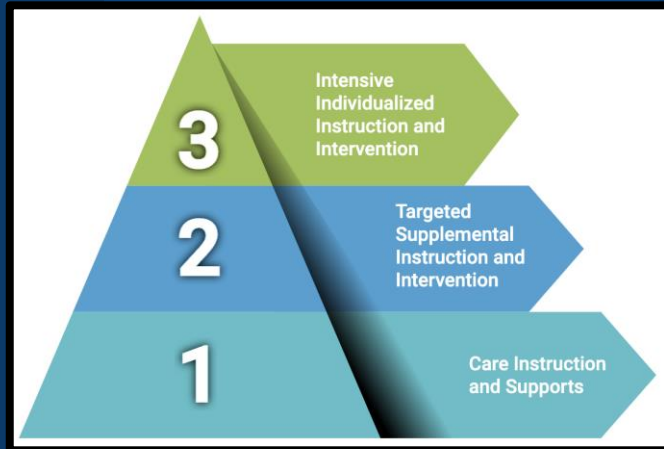 3
Intensive
Individualized
Instruction and
Intervention
2
Targeted
Supplemental
Instruction and
Intervention
1
Care Instruction
and Supports